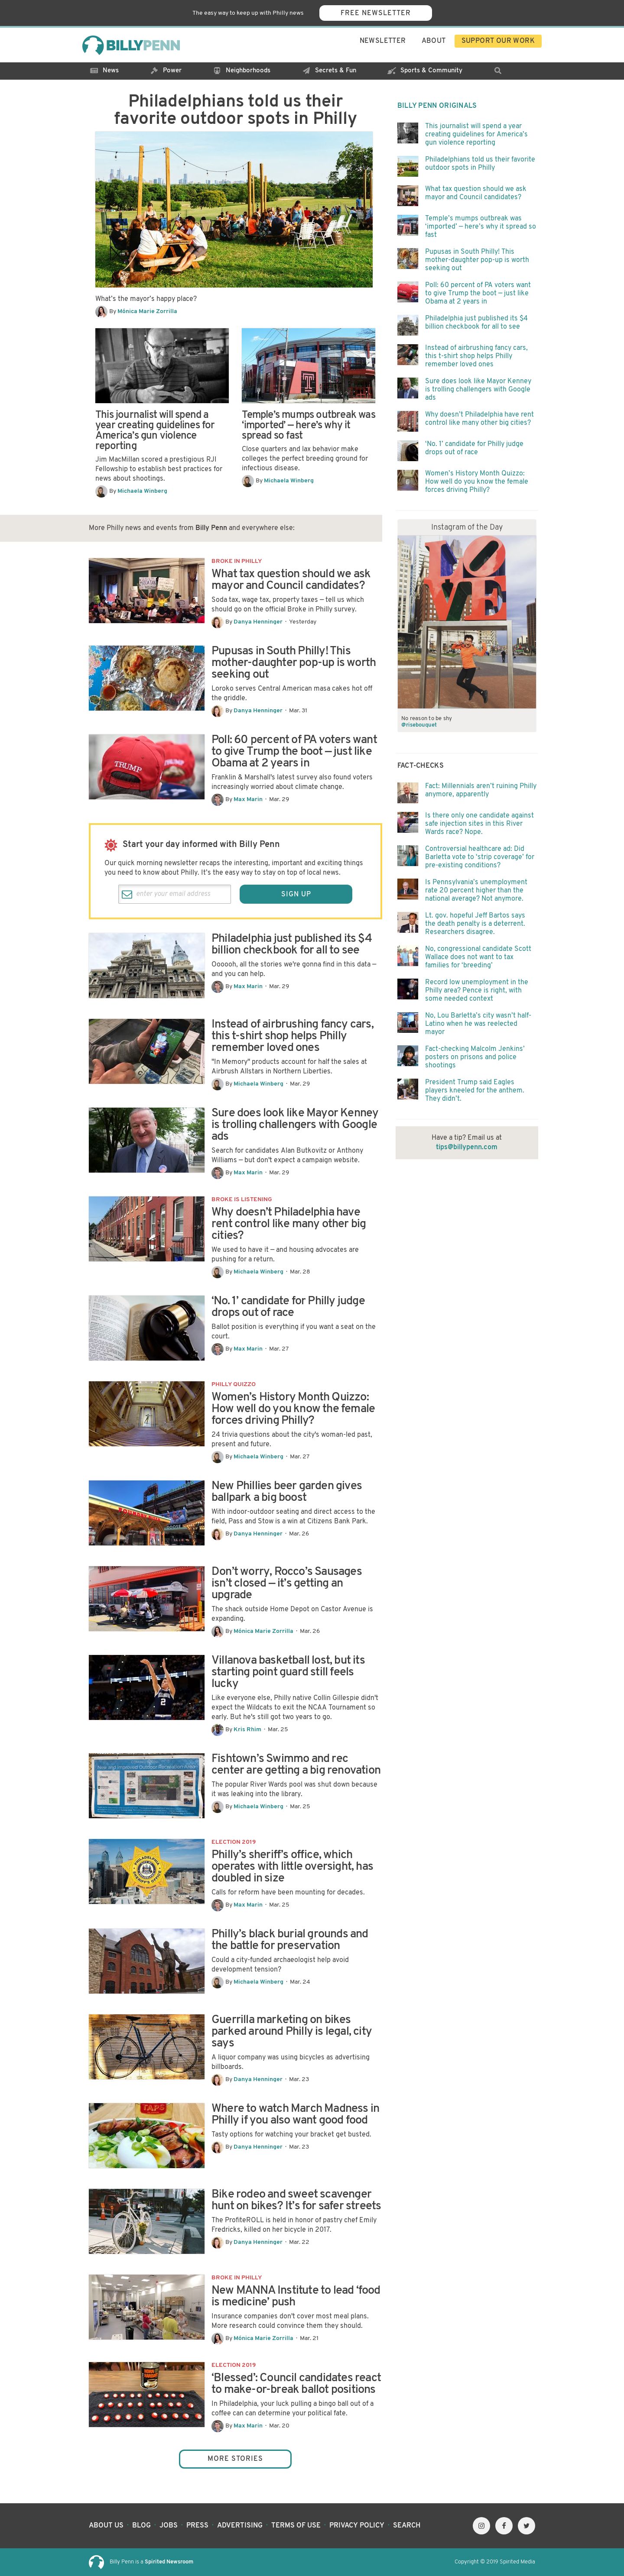 The easy way to keep up with Philly news
FREE NEWSLETTER
BILLYPENN
NEWSLETTER
ABOUT
SUPPORT OUR WORK
News
Power
Neighborhoods
Secrets & Fun
Sports & Community
Philadelphians told us their
favorite outdoor spots in Philly
What's the mayor's happy place?
By Mónica Marie Zorrilla
This journalist will spend a
year creating guidelines for
America's gun violence
reporting
Jim MacMillan scored a prestigious RJI
Fellowship to establish best practices for
news about shootings.
By Michaela Winberg
Temple's mumps outbreak was
'imported' — here's why it
spread so fast
Close quarters and lax behavior make
colleges the perfect breeding ground for
infectious disease.
By Michaela Winberg
More Philly news and events from Billy Penn and everywhere else:
BROKE IN PHILLY
What tax question should we ask
mayor and Council candidates?
Soda tax, wage tax, property taxes — tell us which
should go on the official Broke in Philly survey.
By Danya Henninger · Yesterday
Pupusas in South Philly! This
mother-daughter pop-up is worth
seeking out
Loroko serves Central American masa cakes hot off
the griddle.
By Danya Henninger · Mar. 31
TRUMP
Poll: 60 percent of PA voters want
to give Trump the boot — just like
Obama at 2 years in
Franklin & Marshall's latest survey also found voters
increasingly worried about climate change.
By Max Marin · Mar. 29
Start your day informed with Billy Penn
Our quick morning newsletter has the interesting, important and exciting things
you need to know about Philly. It's the easy way to stay on top of local news.
enter your email address
SIGN UP
Philadelphia just published its $4
billion checkbook for all to see
Oooooh, all the stories we're gonna find in this data —
and you can help.
By Max Marin · Mar. 29
Instead of airbrushing fancy cars,
this t-shirt shop helps Philly
remember loved ones
"In Memory" products account for half the sales at
Airbrush Allstars in Northern Liberties.
By Michaela Winberg · Mar. 29
Sure does look like Mayor Kenney
is trolling challengers with Google
ads
Search for candidates Alan Butkovitz or Anthony
Williams — but don't expect a campaign website.
By Max Marin · Mar. 29
BROKE IS LISTENING
Why doesn't Philadelphia have
rent control like many other big
cities?
We used to have it — and housing advocates are
pushing for a return.
By Michaela Winberg · Mar. 28
'No. 1' candidate for Philly judge
drops out of race
Ballot position is everything if you want a seat on the
court.
By Max Marin · Mar. 27
PHILLY QUIZZO
Women's History Month Quizzo:
How well do you know the female
forces driving Philly?
24 trivia questions about the city's woman-led past,
present and future.
By Michaela Winberg · Mar. 27
New Phillies beer garden gives
ballpark a big boost
With indoor-outdoor seating and direct access to the
field, Pass and Stow is a win at Citizens Bank Park.
By Danya Henninger · Mar. 26
Don't worry, Rocco's Sausages
isn't closed — it's getting an
upgrade
The shack outside Home Depot on Castor Avenue is
expanding.
By Mónica Marie Zorrilla · Mar. 26
Villanova basketball lost, but its
starting point guard still feels
lucky
Like everyone else, Philly native Collin Gillespie didn't
expect the Wildcats to exit the NCAA Tournament so
early. But he's still got two years to go.
By Kris Rhim · Mar. 25
Fishtown's Swimmo and rec
center are getting a big renovation
The popular River Wards pool was shut down because
it was leaking into the library.
By Michaela Winberg · Mar. 25
ELECTION 2019
Philly's sheriff's office, which
operates with little oversight, has
doubled in size
Calls for reform have been mounting for decades.
By Max Marin · Mar. 25
Philly's black burial grounds and
the battle for preservation
Could a city-funded archaeologist help avoid
development tension?
By Michaela Winberg · Mar. 24
Guerrilla marketing on bikes
parked around Philly is legal, city
says
A liquor company was using bicycles as advertising
billboards.
By Danya Henninger · Mar. 23
TAPS
Where to watch March Madness in
Philly if you also want good food
Tasty options for watching your bracket get busted.
By Danya Henninger · Mar. 23
Bike rodeo and sweet scavenger
hunt on bikes? It's for safer streets
The ProfiteROLL is held in honor of pastry chef Emily
Fredricks, killed on her bicycle in 2017.
By Danya Henninger · Mar. 22
BROKE IN PHILLY
New MANNA Institute to lead 'food
is medicine' push
Insurance companies don't cover most meal plans.
More research could convince them they should.
By Mónica Marie Zorrilla · Mar. 21
ELECTION 2019
'Blessed': Council candidates react
to make-or-break ballot positions
In Philadelphia, your luck pulling a bingo ball out of a
coffee can can determine your political fate.
By Max Marin · Mar. 20
MORE STORIES
BILLY PENN ORIGINALS
This journalist will spend a year
creating guidelines for America's
gun violence reporting
Philadelphians told us their favorite
outdoor spots in Philly
What tax question should we ask
mayor and Council candidates?
Temple's mumps outbreak was
'imported' — here's why it spread so
fast
Pupusas in South Philly! This
mother-daughter pop-up is worth
seeking out
Poll: 60 percent of PA voters want
to give Trump the boot — just like
Obama at 2 years in
Philadelphia just published its $4
billion checkbook for all to see
Instead of airbrushing fancy cars,
this t-shirt shop helps Philly
remember loved ones
Sure does look like Mayor Kenney
is trolling challengers with Google
ads
Why doesn't Philadelphia have rent
control like many other big cities?
'No. 1' candidate for Philly judge
drops out of race
Women's History Month Quizzo:
How well do you know the female
forces driving Philly?
Instagram of the Day
No reason to be shy
@risebouquet
FACT-CHECKS
Fact: Millennials aren't ruining Philly
anymore, apparently
Is there only one candidate against
safe injection sites in this River
Wards race? Nope.
Controversial healthcare ad: Did
Barletta vote to 'strip coverage' for
pre-existing conditions?
Is Pennsylvania's unemployment
rate 20 percent higher than the
national average? Not anymore.
Lt. gov. hopeful Jeff Bartos says
the death penalty is a deterrent.
Researchers disagree.
No, congressional candidate Scott
Wallace does not want to tax
families for 'breeding'
Record low unemployment in the
Philly area? Pence is right, with
some needed context
No, Lou Barletta's city wasn't half-
Latino when he was reelected
mayor
Fact-checking Malcolm Jenkins'
posts on prisons and police
shootings
President Trump said Eagles
players kneeled for the anthem.
They didn't.
Have a tip? Email us at
tips@billypenn.com
ABOUT US
BLOG
JOBS
PRESS
ADVERTISING
TERMS OF USE
PRIVACY POLICY
SEARCH
Billy Penn is a Spirited Newsroom
Copyright © 2019 Spirited Media